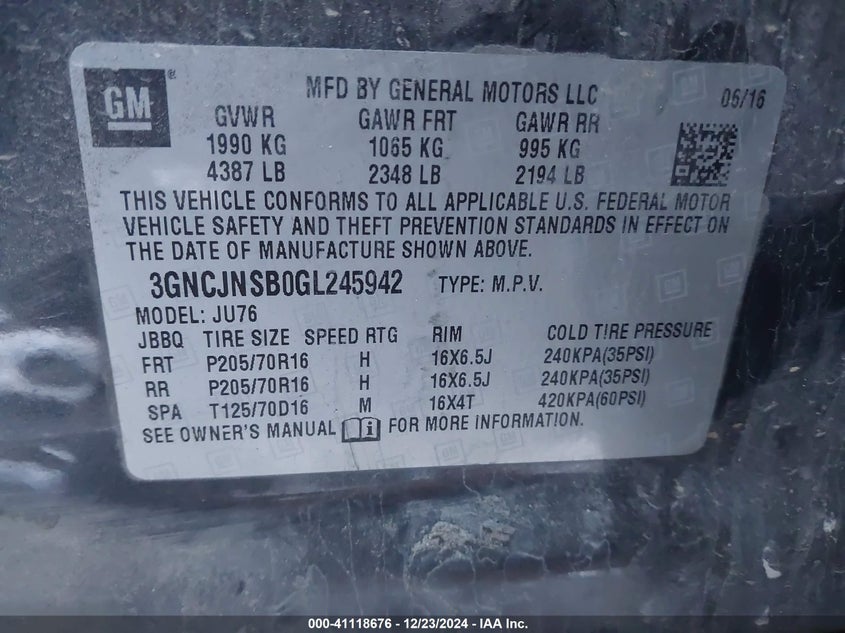 GM ®
MFD BY GENERAL MOTORS LLC 06/16
GVWR GAWR FRT GAWR RR
1990 KG 1065 KG 995 KG
4387 LB 2348 LB 2194 LB
THIS VEHICLE CONFORMS TO ALL APPLICABLE U.S. FEDERAL MOTOR
VEHICLE SAFETY AND THEFT PREVENTION STANDARDS IN EFFECT ON
THE DATE OF MANUFACTURE SHOWN ABOVE.
3GNCJNSB0GL245942 TYPE: M.P.V.
MODEL: JU76
JBBQ TIRE SIZE SPEED RTG RIM COLD TIRE PRESSURE
FRT P205/70R16 H 16X6.5J 240KPA(35PSI)
RR P205/70R16 H 16X6.5J 240KPA(35PSI)
SPA T125/70D16 M 16X4T 420KPA(60PSI)
SEE OWNER'S MANUAL i FOR MORE INFORMATION.
000-41118676 - 12/23/2024 - IAA Inc.